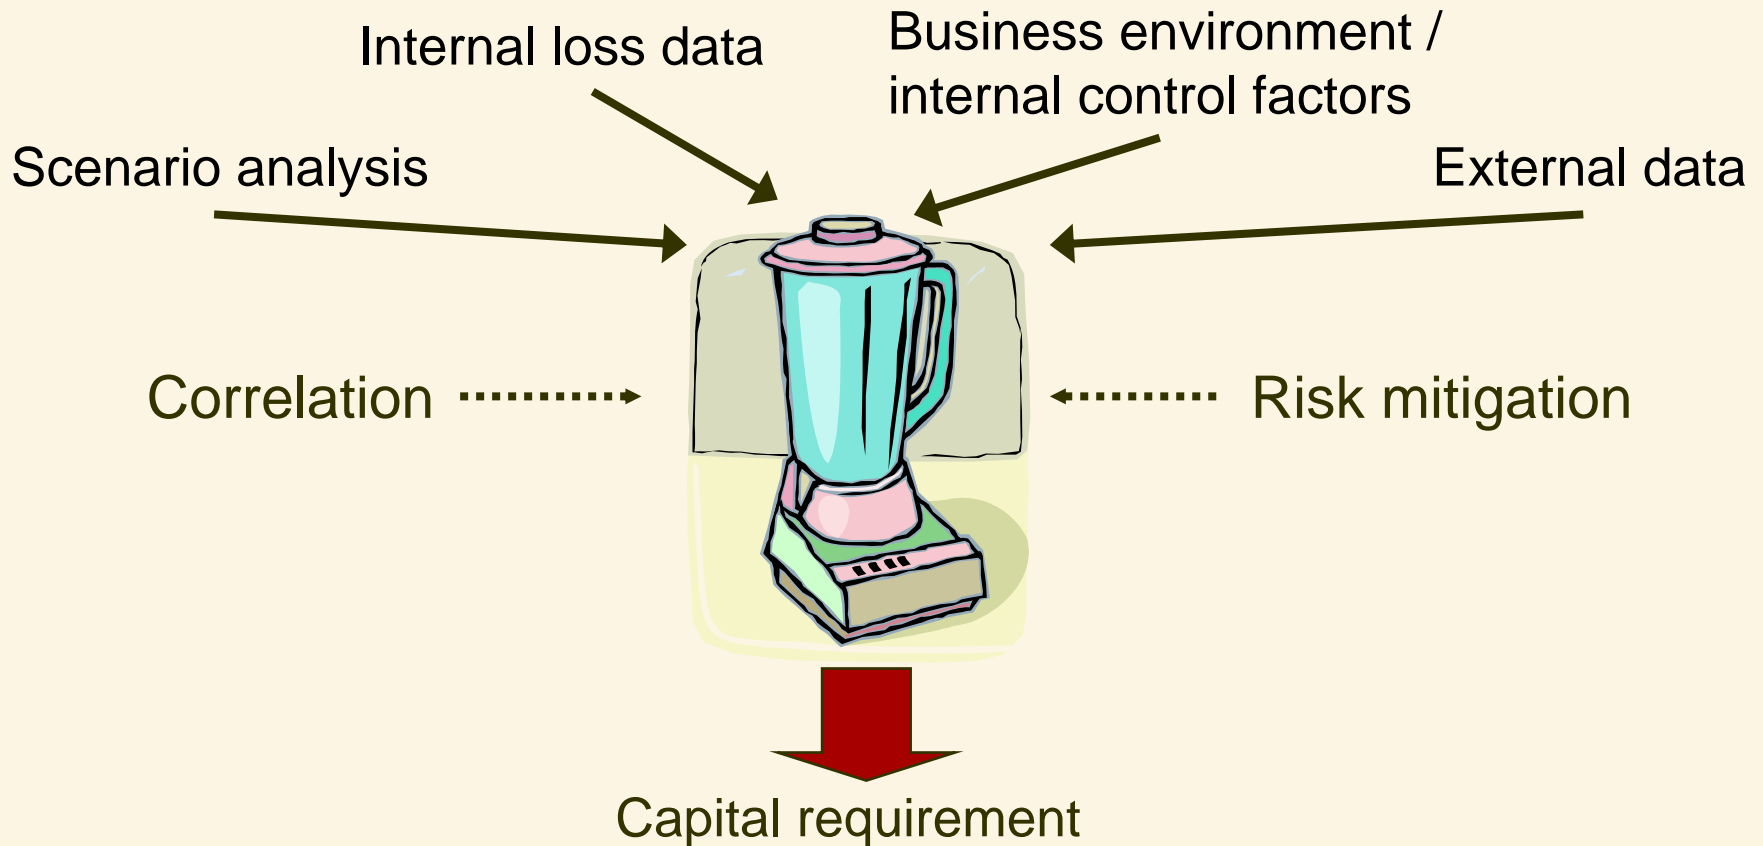 Internal loss data
Business environment /
internal control factors
Scenario analysis
External data
Correlation
Risk mitigation
Capital requirement